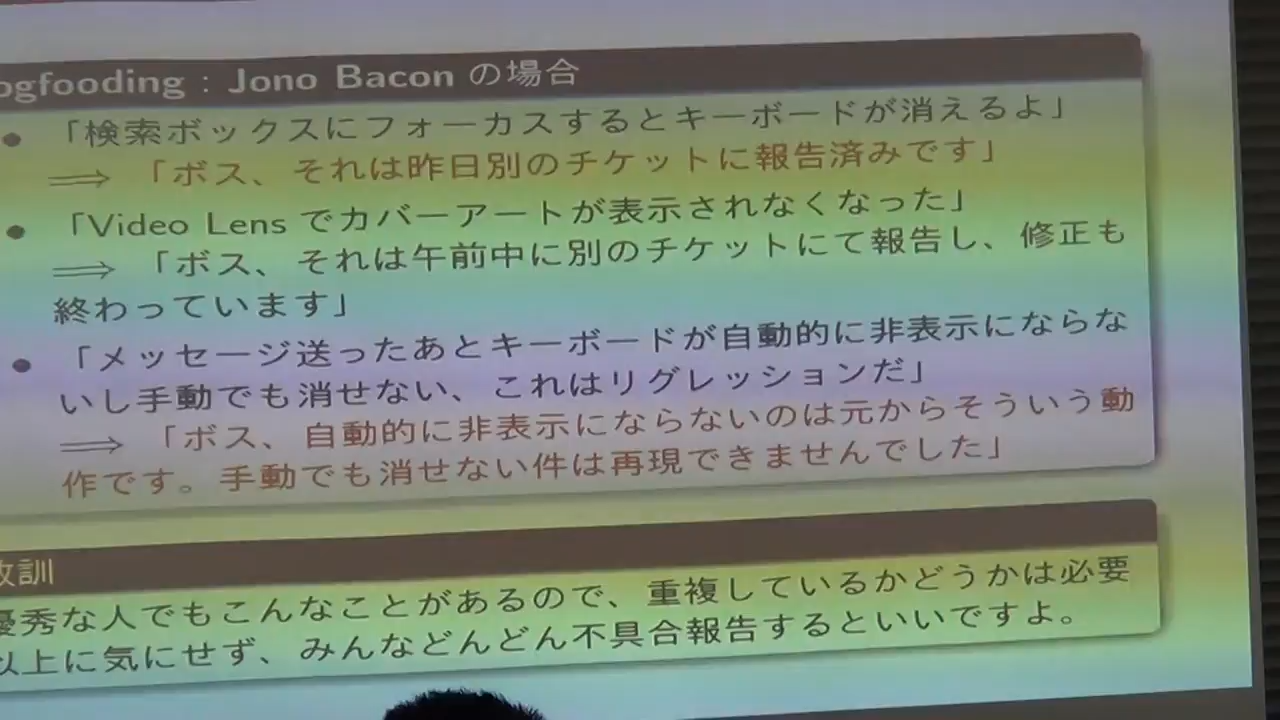 ogfooding : Jono Bacon の場合
• 「検索ボックスにフォーカスするとキーボードが消えるよ」
⟹ 「ボス、それは昨日別のチケットに報告済みです」
• 「Video Lens でカバーアートが表示されなくなった」
⟹ 「ボス、それは午前中に別のチケットにて報告し、修正も
終わっています」
• 「メッセージ送ったあとキーボードが自動的に非表示にならな
いし手動でも消せない、これはリグレッションだ」
⟹ 「ボス、自動的に非表示にならないのは元からそういう動
作です。手動でも消せない件は再現できませんでした」
教訓
優秀な人でもこんなことがあるので、重複しているかどうかは必要
以上に気にせず、みんなどんどん不具合報告するといいですよ。